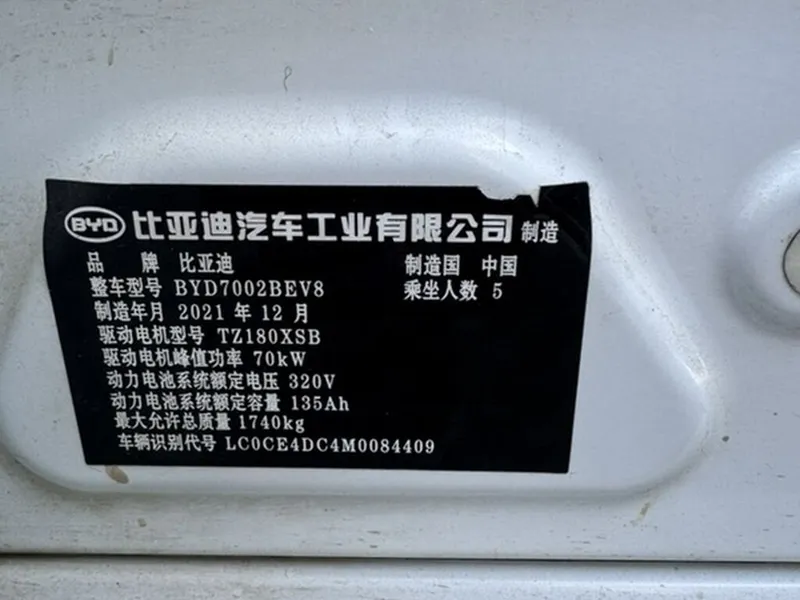 BYD 比亚迪汽车工业有限公司 制造
品 牌 比亚迪 制造国 中国
整车型号 BYD7002BEV8 乘坐人数 5
制造年月 2021 年 12 月
驱动电机型号 TZ180XSB
驱动电机峰值功率 70kW
动力电池系统额定电压 320V
动力电池系统额定容量 135Ah
最大允许总质量 1740kg
车辆识别代号 LC0CE4DC4M0084409